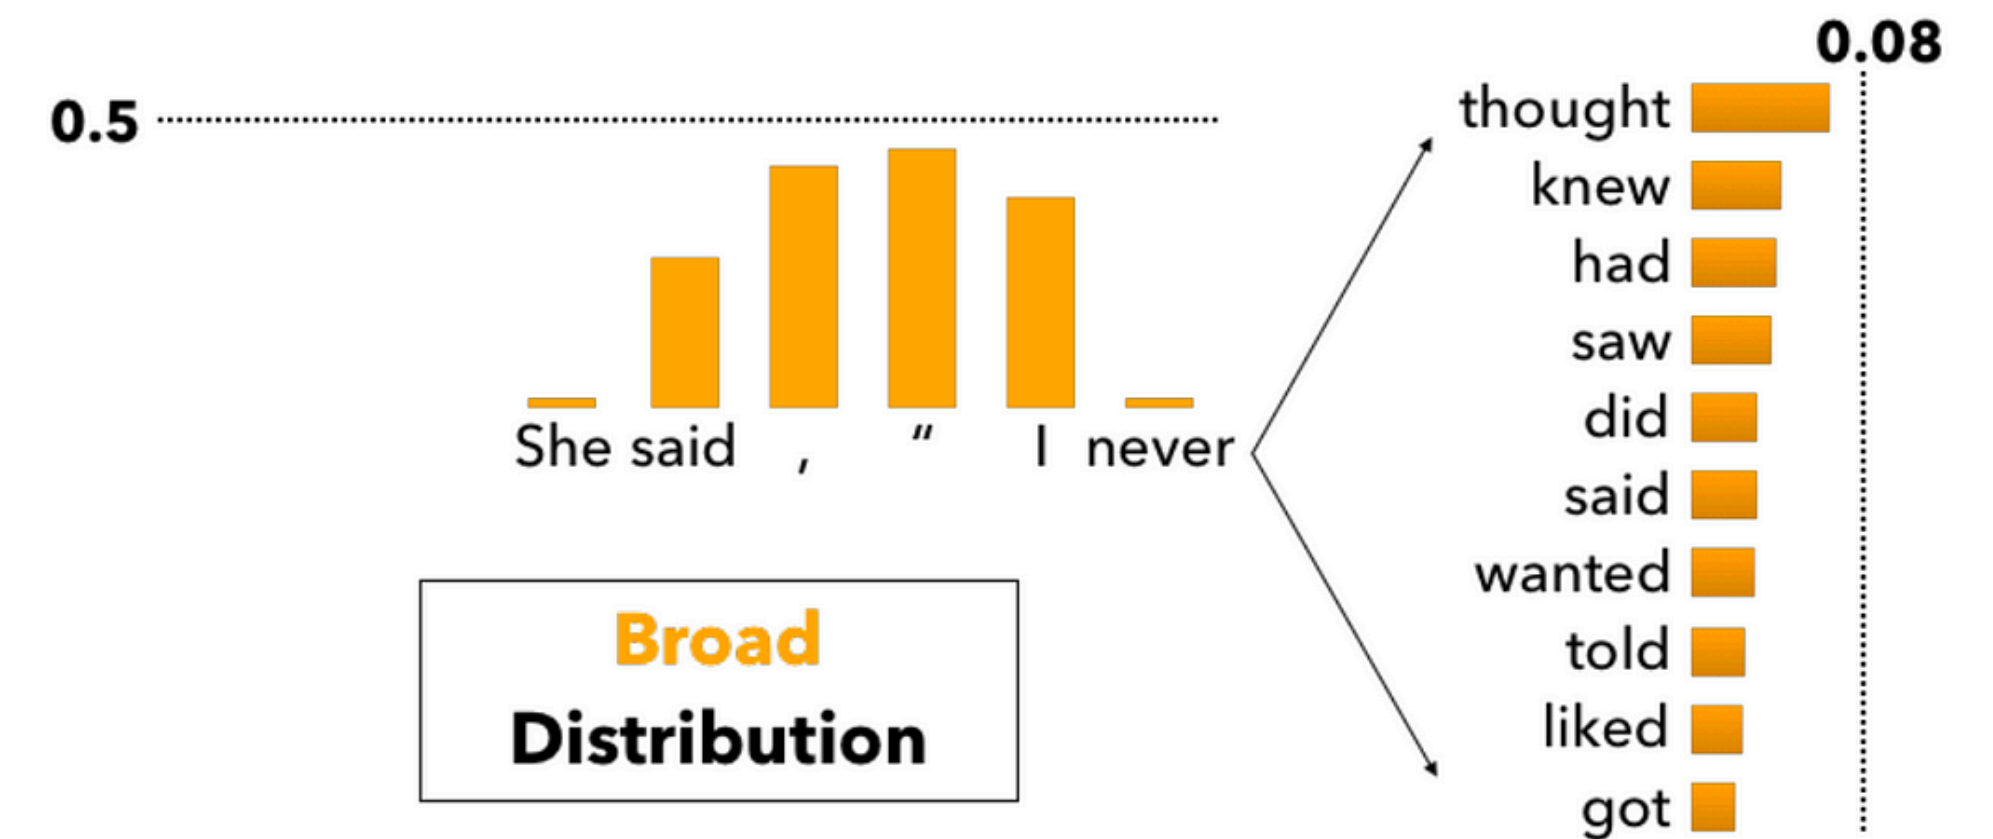 0.5
She said , “ I never
Broad
Distribution
0.08
thought
knew
had
saw
did
said
wanted
told
liked
got